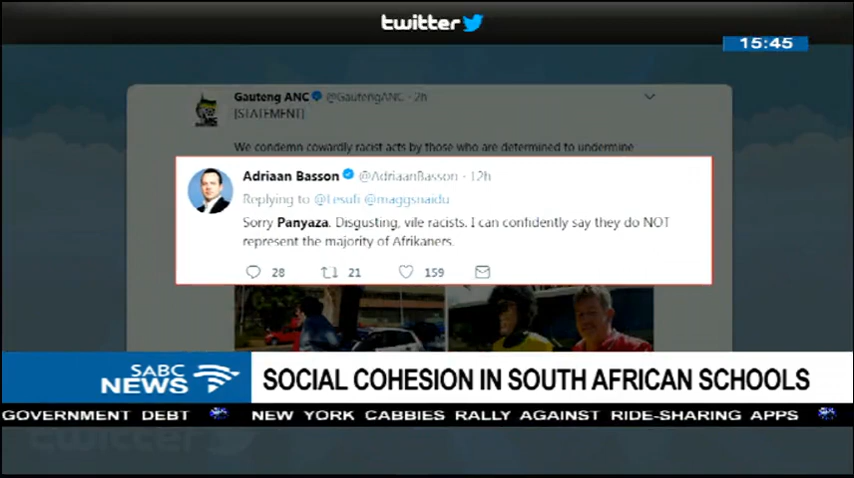 twitter
15:45
Gauteng ANC @GautengANC · 2h
[STATEMENT]
We condemn cowardly racist acts by those who are determined to undermine
Adriaan Basson @AdriaanBasson · 12h
Replying to @Lesufi @maggsnaidu
Sorry Panyaza. Disgusting, vile racists. I can confidently say they do NOT
represent the majority of Afrikaners.
28 21 159
SABC
NEWS
SOCIAL COHESION IN SOUTH AFRICAN SCHOOLS
GOVERNMENT DEBT NEW YORK CABBIES RALLY AGAINST RIDE-SHARING APPS
twitter